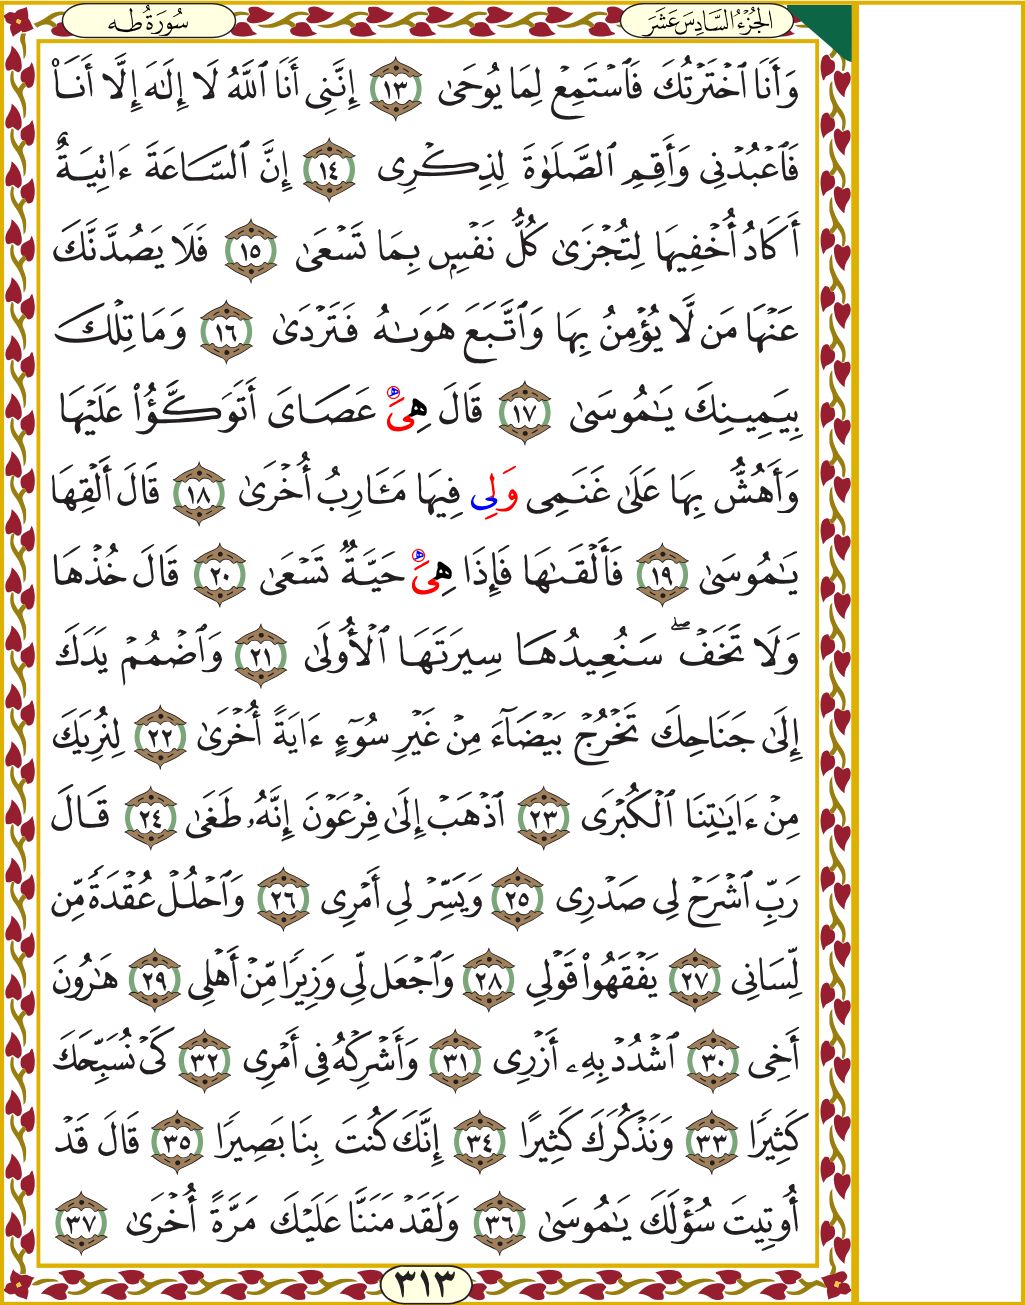 الجُزْءُ السَّادِسَ عَشَرَ
سُورَةُ طه
وَأَنَا ٱخْتَرْتُكَ فَٱسْتَمِعْ لِمَا يُوحَىٰ ١٣ إِنَّنِى أَنَا ٱللَّهُ لَا إِلَٰهَ إِلَّا أَنَا۠
فَٱعْبُدْنِى وَأَقِمِ ٱلصَّلَوٰةَ لِذِكْرِى ١٤ إِنَّ ٱلسَّاعَةَ ءَاتِيَةٌ
أَكَادُ أُخْفِيهَا لِتُجْزَىٰ كُلُّ نَفْسٍۭ بِمَا تَسْعَىٰ ١٥ فَلَا يَصُدَّنَّكَ
عَنْهَا مَن لَّا يُؤْمِنُ بِهَا وَٱتَّبَعَ هَوَىٰهُ فَتَرْدَىٰ ١٦ وَمَا تِلْكَ
بِيَمِينِكَ يَٰمُوسَىٰ ١٧ قَالَ هِىَ عَصَاىَ أَتَوَكَّؤُا۟ عَلَيْهَا
وَأَهُشُّ بِهَا عَلَىٰ غَنَمِى وَلِى فِيهَا مَـَٔارِبُ أُخْرَىٰ ١٨ قَالَ أَلْقِهَا
يَٰمُوسَىٰ ١٩ فَأَلْقَىٰهَا فَإِذَا هِىَ حَيَّةٌ تَسْعَىٰ ٢٠ قَالَ خُذْهَا
وَلَا تَخَفْ ۖ سَنُعِيدُهَا سِيرَتَهَا ٱلْأُولَىٰ ٢١ وَٱضْمُمْ يَدَكَ
إِلَىٰ جَنَاحِكَ تَخْرُجْ بَيْضَآءَ مِنْ غَيْرِ سُوٓءٍ ءَايَةً أُخْرَىٰ ٢٢ لِنُرِيَكَ
مِنْ ءَايَٰتِنَا ٱلْكُبْرَى ٢٣ ٱذْهَبْ إِلَىٰ فِرْعَوْنَ إِنَّهُۥ طَغَىٰ ٢٤ قَالَ
رَبِّ ٱشْرَحْ لِى صَدْرِى ٢٥ وَيَسِّرْ لِى أَمْرِى ٢٦ وَٱحْلُلْ عُقْدَةً مِّن
لِّسَانِى ٢٧ يَفْقَهُوا۟ قَوْلِى ٢٨ وَٱجْعَل لِّى وَزِيرًا مِّنْ أَهْلِى ٢٩ هَٰرُونَ
أَخِى ٣٠ ٱشْدُدْ بِهِۦ أَزْرِى ٣١ وَأَشْرِكْهُ فِى أَمْرِى ٣٢ كَىْ نُسَبِّحَكَ
كَثِيرًا ٣٣ وَنَذْكُرَكَ كَثِيرًا ٣٤ إِنَّكَ كُنتَ بِنَا بَصِيرًا ٣٥ قَالَ قَدْ
أُوتِيتَ سُؤْلَكَ يَٰمُوسَىٰ ٣٦ وَلَقَدْ مَنَنَّا عَلَيْكَ مَرَّةً أُخْرَىٰ ٣٧
٣١٣